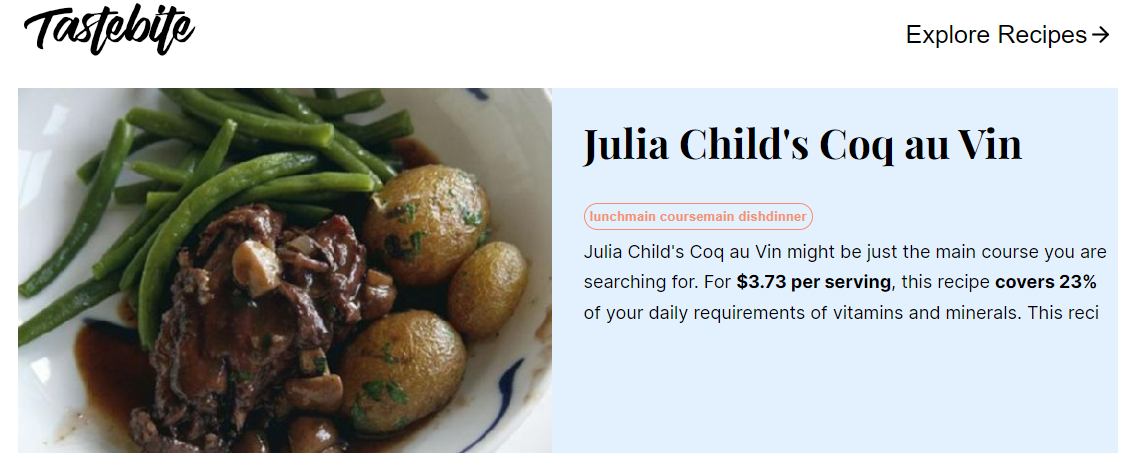 Tastebite
Explore Recipes→
Julia Child's Coq au Vin
lunchmain coursemain dishdinner
Julia Child's Coq au Vin might be just the main course you are
searching for. For $3.73 per serving, this recipe covers 23%
of your daily requirements of vitamins and minerals. This reci